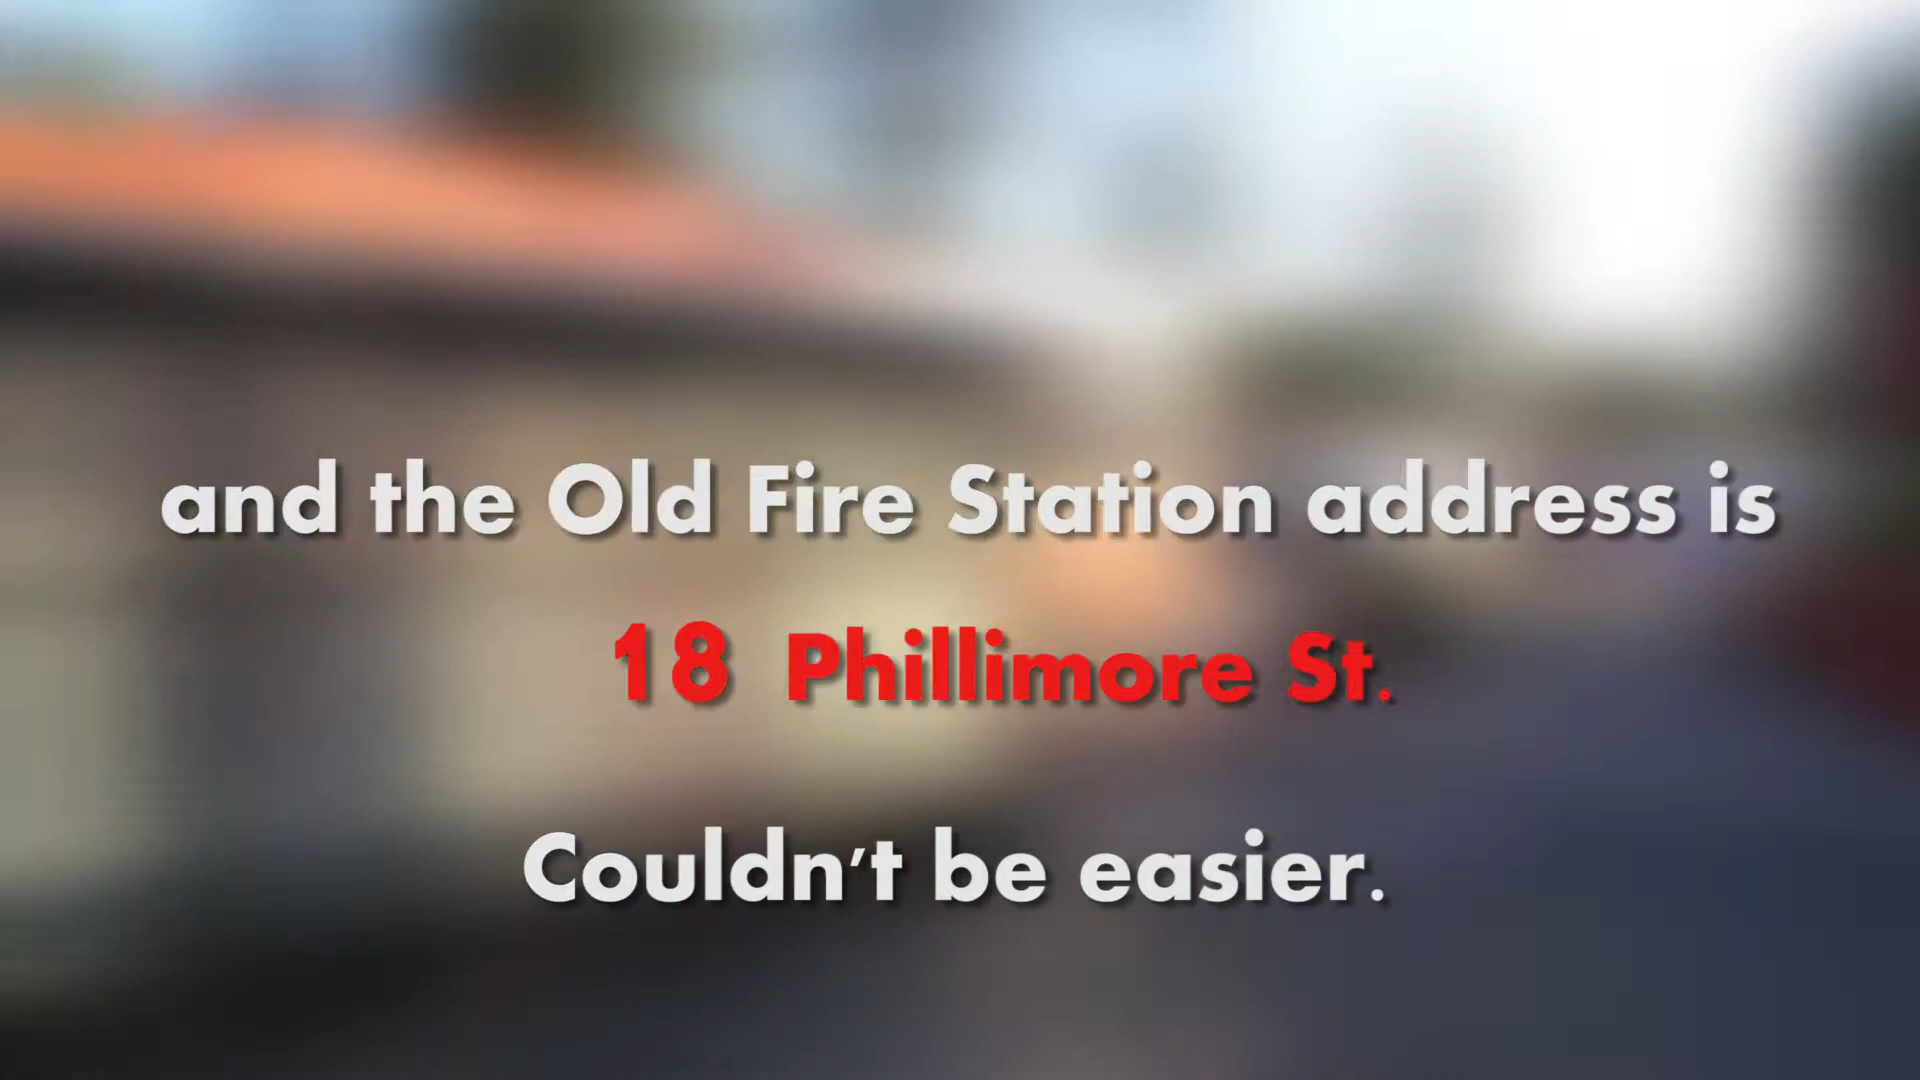 and the Old Fire Station address is
18 Phillimore St.
Couldn't be easier.